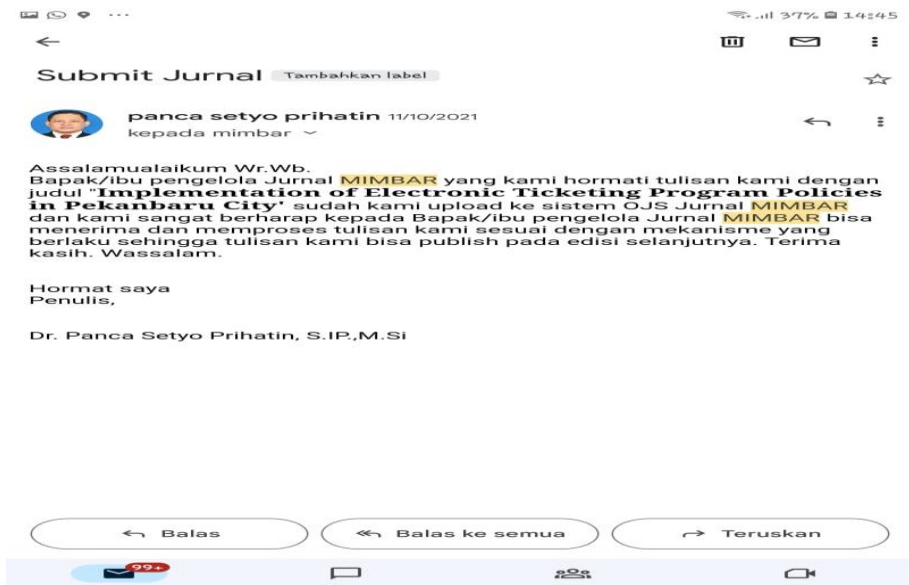 37% 14:45
Submit Jurnal Tambahkan label
panca setyo prihatin 11/10/2021
kepada mimbar
Assalamualaikum Wr.Wb.
Bapak/ibu pengelola Jurnal MIMBAR yang kami hormati tulisan kami dengan
judul "Implementation of Electronic Ticketing Program Policies
in Pekanbaru City' sudah kami upload ke sistem OJS Jurnal MIMBAR
dan kami sangat berharap kepada Bapak/ibu pengelola Jurnal MIMBAR bisa
menerima dan memproses tulisan kami sesuai dengan mekanisme yang
berlaku sehingga tulisan kami bisa publish pada edisi selanjutnya. Terima
kasih. Wassalam.
Hormat saya
Penulis,
Dr. Panca Setyo Prihatin, S.IP.,M.Si
Balas Balas ke semua Teruskan
99+